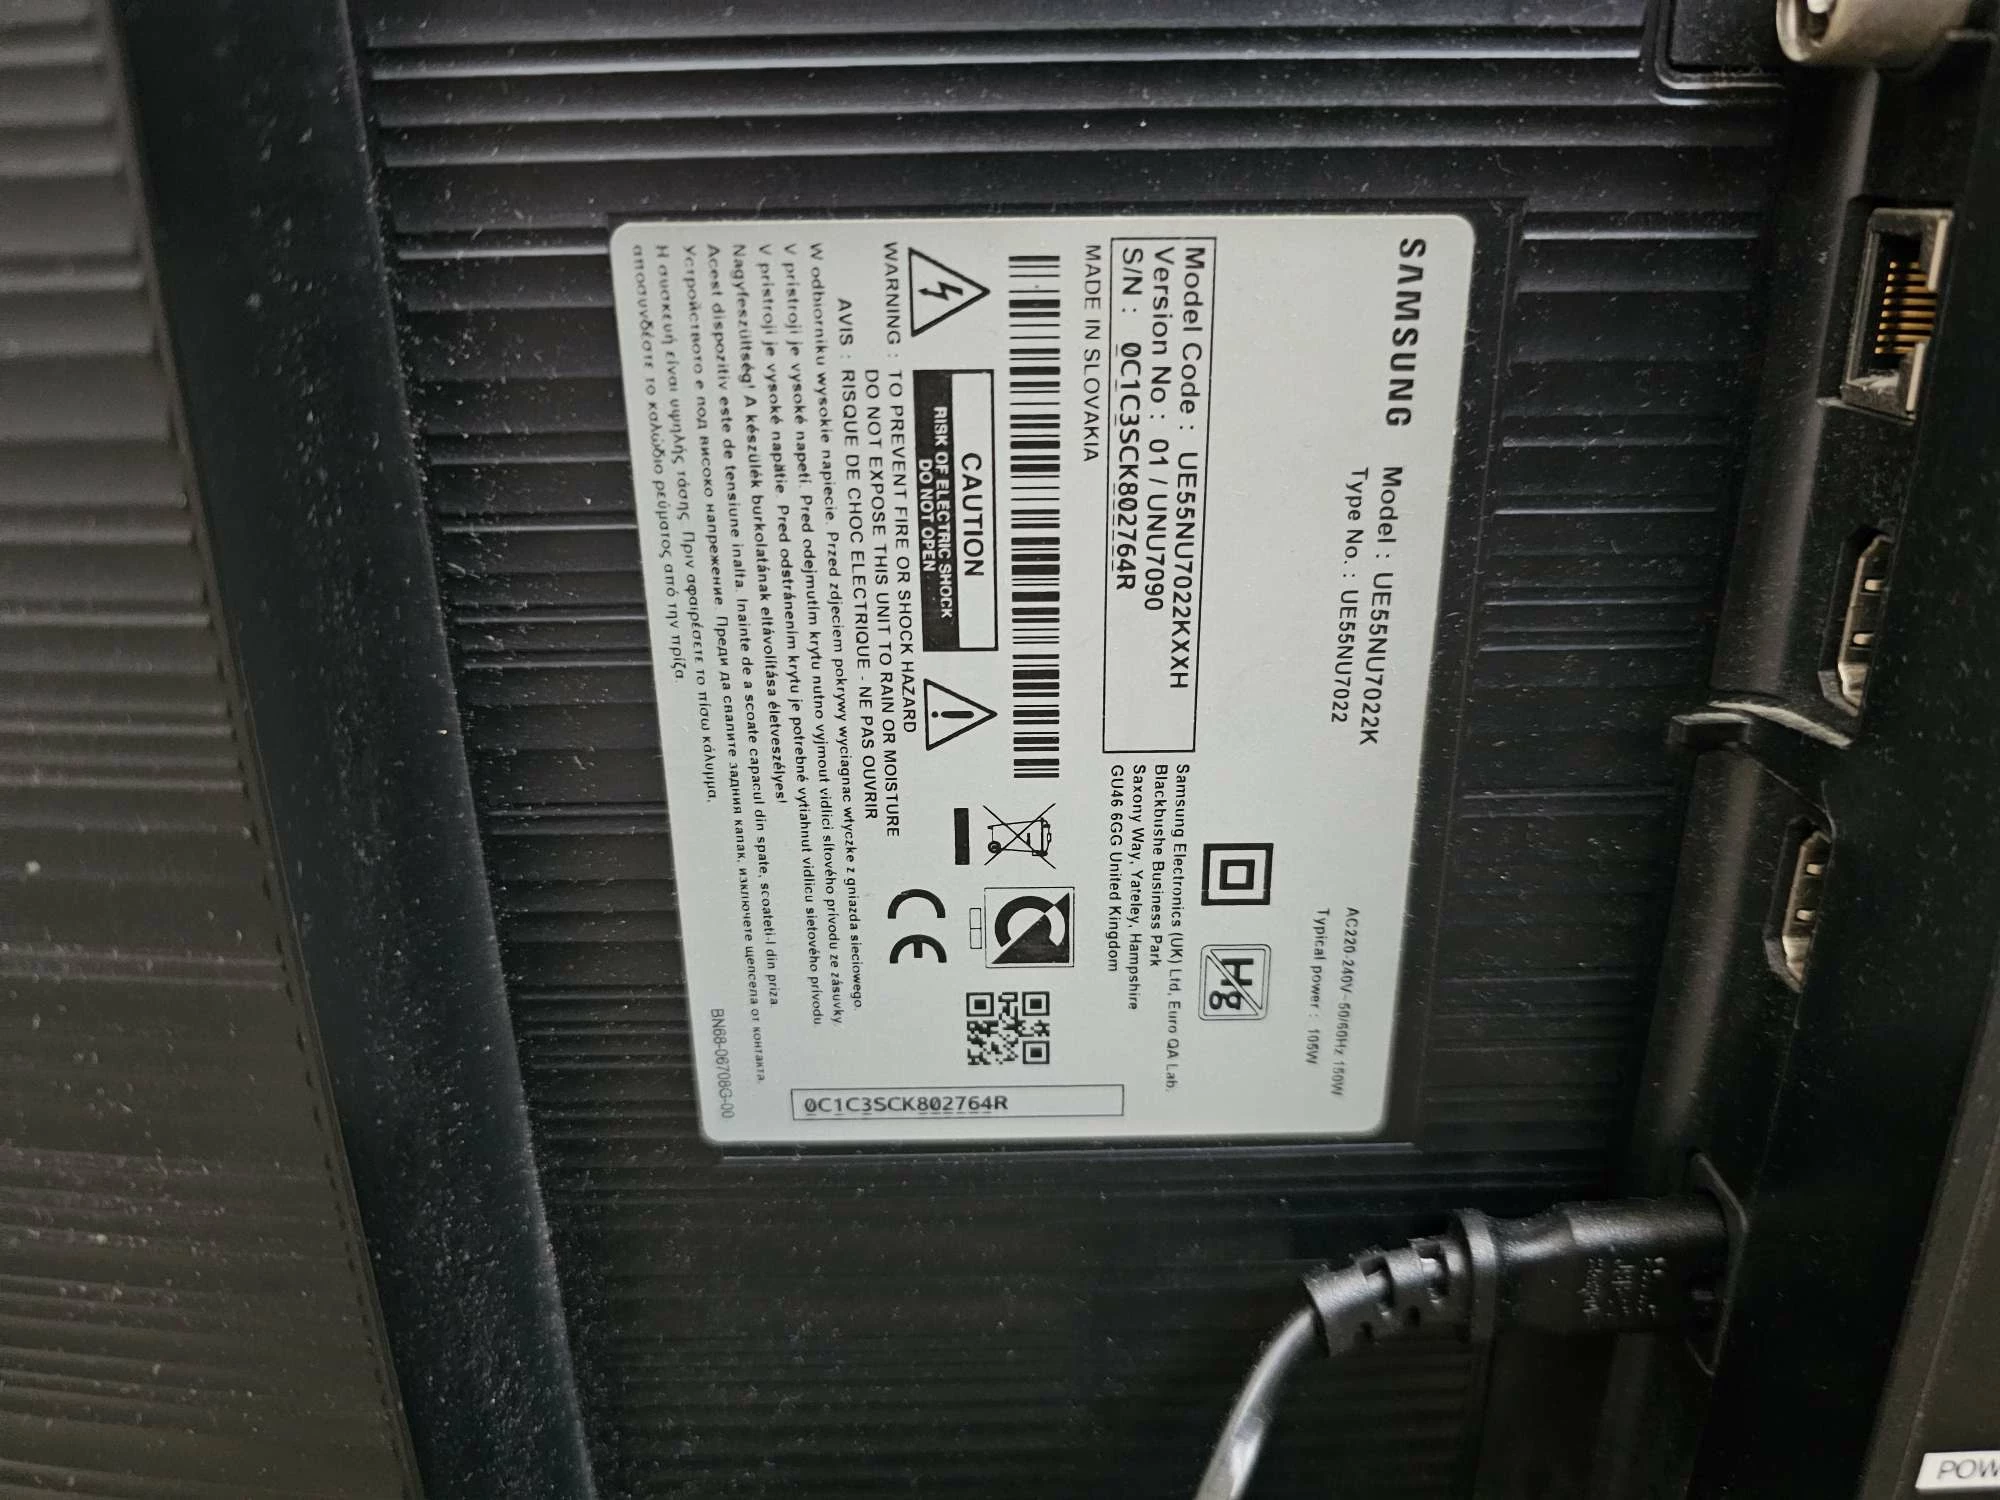 SAMSUNG
Model : UE55NU7022K
Type No. : UE55NU7022
AC220-240V~50/60Hz 150W
Typical power : 105W
Model Code : UE55NU7022KXXH
Version No : 01 / UNU7090
S/N : 0C1C3SCK802764R
MADE IN SLOVAKIA
Samsung Electronics (UK) Ltd, Euro QA Lab.
Blackbushe Business Park
Saxony Way, Yateley, Hampshire
GU46 6GG United Kingdom
Hg
CAUTION
RISK OF ELECTRIC SHOCK
DO NOT OPEN
CE
WARNING : TO PREVENT FIRE OR SHOCK HAZARD
DO NOT EXPOSE THIS UNIT TO RAIN OR MOISTURE
AVIS : RISQUE DE CHOC ELECTRIQUE - NE PAS OUVRIR
W odborniku wysokie napiecie. Przed zdjeciem pokrywy wyciagnac wtyczke z gniazda sieciowego.
V přístroji je vysoké napetí. Pred odejmutím krytu nutno vyjmout vidlici sítového prívodu ze zásuvky.
V prístroji je vysoké napätie. Pred odstránením krytu je potrebné vytiahnut vidlicu sietového prívodu
Nagyfeszültség! A készülék burkolatának eltávolítása életveszélyes!
Acest dispozitiv este de tensiune inalta. Inainte de a scoate capacul din spate, scoateti-l din priza.
Устройството е под високо напрежение. Преди да свалите задния капак, изключете щепсела от контакта.
Η συσκευή είναι υψηλής τάσης. Πριν αφαιρέσετε το πίσω κάλυμμα,
αποσυνδέστε το καλώδιο ρεύματος από την πρίζα.
0C1C3SCK802764R
BN68-06708G-00
POW